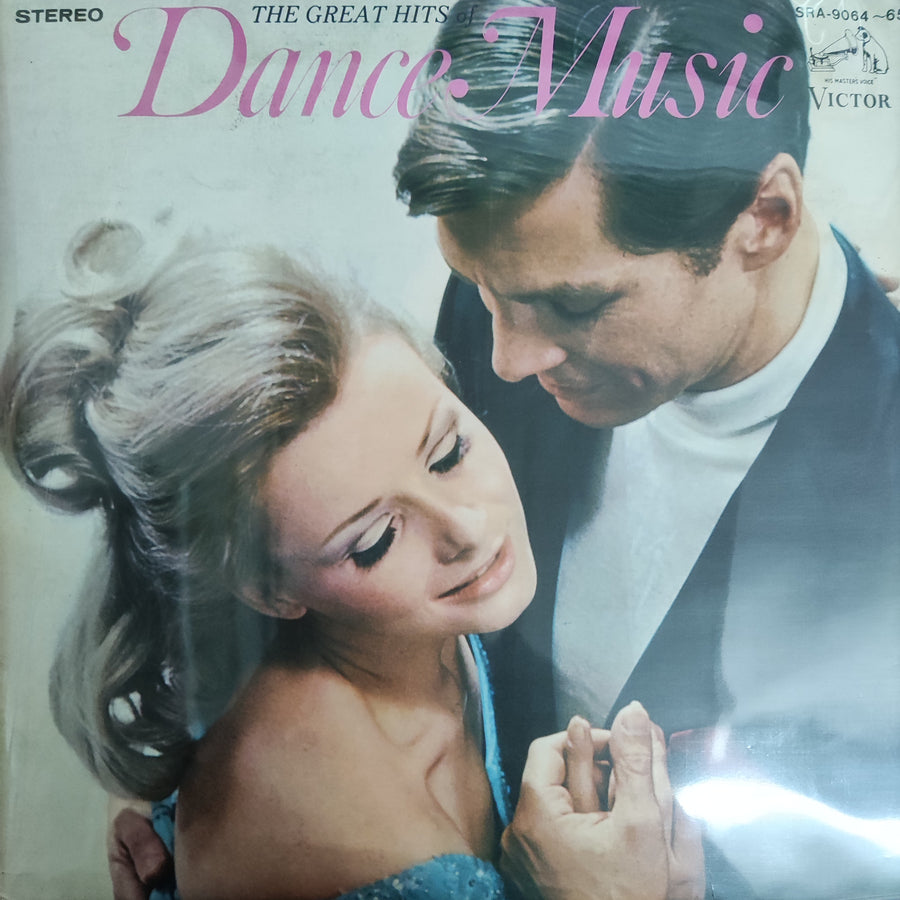 STEREO
THE GREAT HITS of
Dance Music
SRA-9064~65
HIS MASTERS VOICE
VICTOR